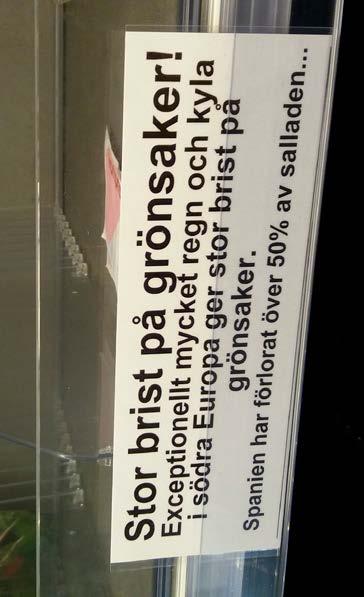 Stor brist på grönsaker!
Exceptionellt mycket regn och kyla
i södra Europa ger stor brist på
grönsaker.
Spanien har förlorat över 50% av salladen...